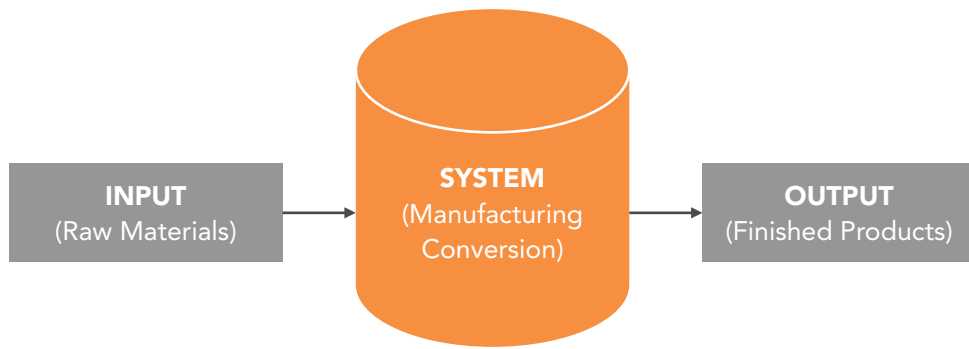 INPUT
(Raw Materials)
SYSTEM
(Manufacturing
Conversion)
OUTPUT
(Finished Products)